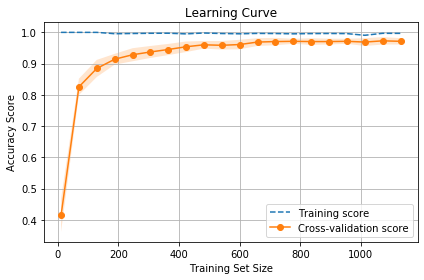 Learning Curve
Accuracy Score
1.0
0.9
0.8
0.7
0.6
0.5
0.4
0 200 400 600 800 1000
Training Set Size
Training score
Cross-validation score